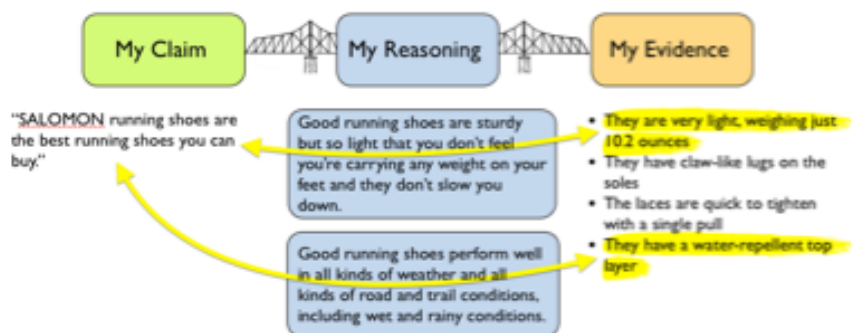 My Claim
My Reasoning
My Evidence
"SALOMON running shoes are
the best running shoes you can
buy."
Good running shoes are sturdy
but so light that you don't feel
you're carrying any weight on your
feet and they don't slow you
down.
Good running shoes perform well
in all kinds of weather and all
kinds of road and trail conditions,
including wet and rainy conditions.
• They are very light, weighing just
10.2 ounces
• They have claw-like lugs on the
soles
• The laces are quick to tighten
with a single pull
• They have a water-repellent top
layer